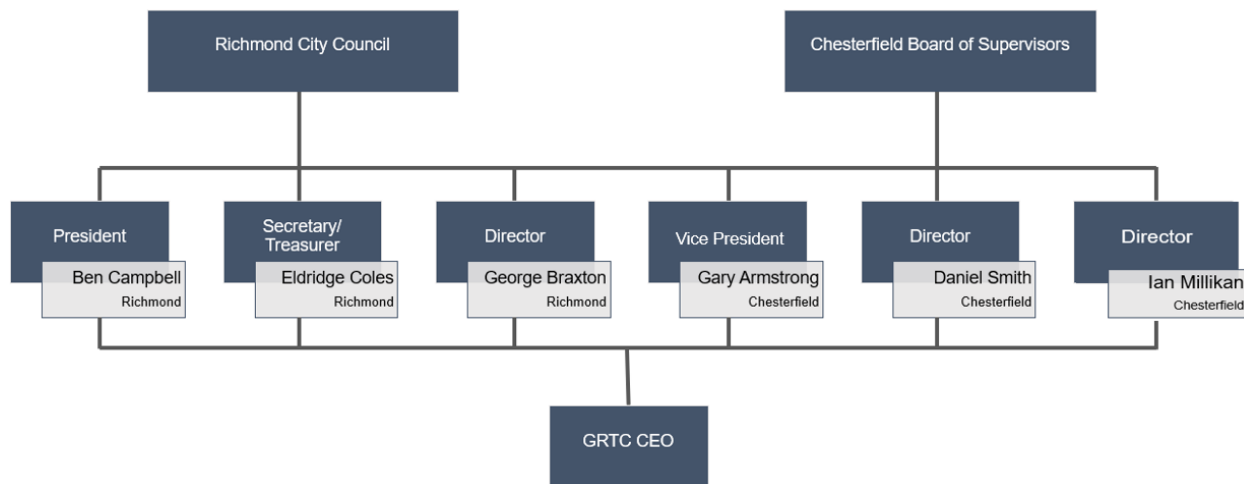 Richmond City Council
Chesterfield Board of Supervisors
President
Ben Campbell
Richmond
Secretary/
Treasurer
Eldridge Coles
Richmond
Director
George Braxton
Richmond
Vice President
Gary Armstrong
Chesterfield
Director
Daniel Smith
Chesterfield
Director
Ian Millikan
Chesterfield
GRTC CEO